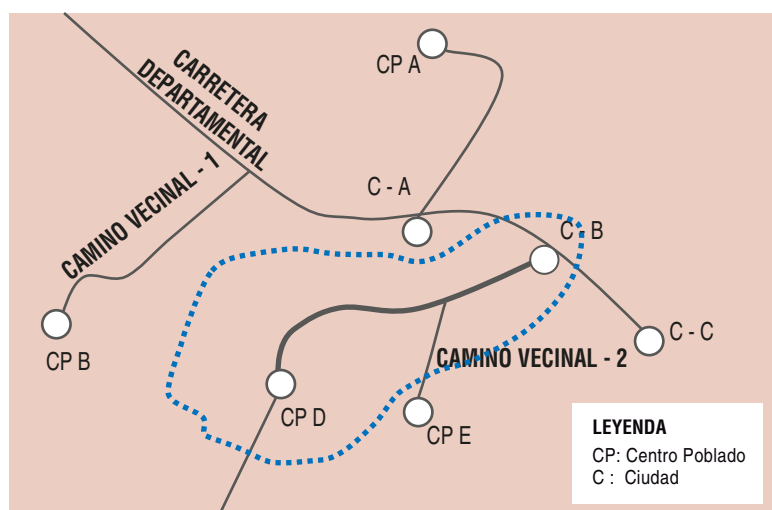 CP A
CARRETERA
DEPARTAMENTAL
CAMINO VECINAL - 1
C - A
C - B
C - C
CP B
CAMINO VECINAL - 2
CP D
CP E
LEYENDA
CP: Centro Poblado
C : Ciudad